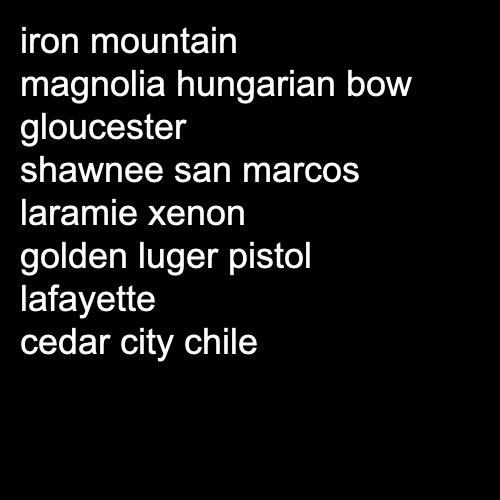 iron mountain
magnolia hungarian bow
gloucester
shawnee san marcos
laramie xenon
golden luger pistol
lafayette
cedar city chile